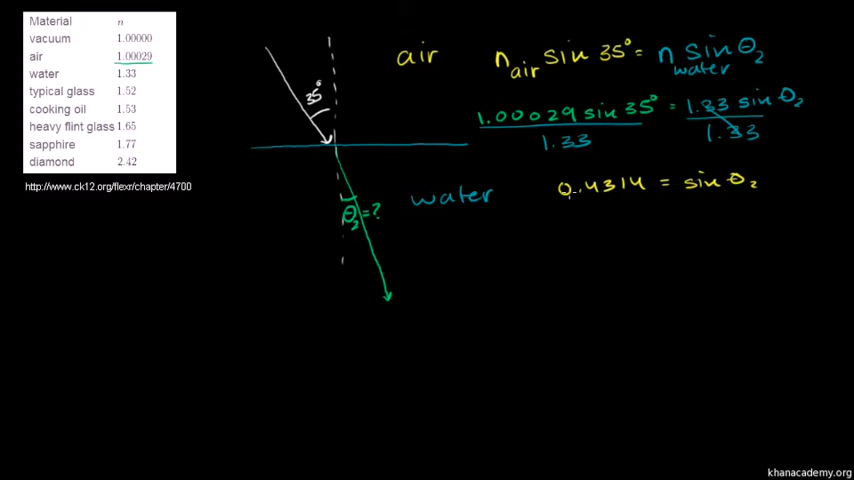 Material n
vacuum 1.00000
air 1.00029
water 1.33
typical glass 1.52
cooking oil 1.53
heavy flint glass 1.65
sapphire 1.77
diamond 2.42
http://www.ck12.org/flexr/chapter/4700
35°
air
n air sin 35° = n water sin θ₂
1.00029 sin 35° = 1.33 sin θ₂
1.33 1.33
0.4314 = sin θ₂
water
θ₂ = ?
khanacademy.org